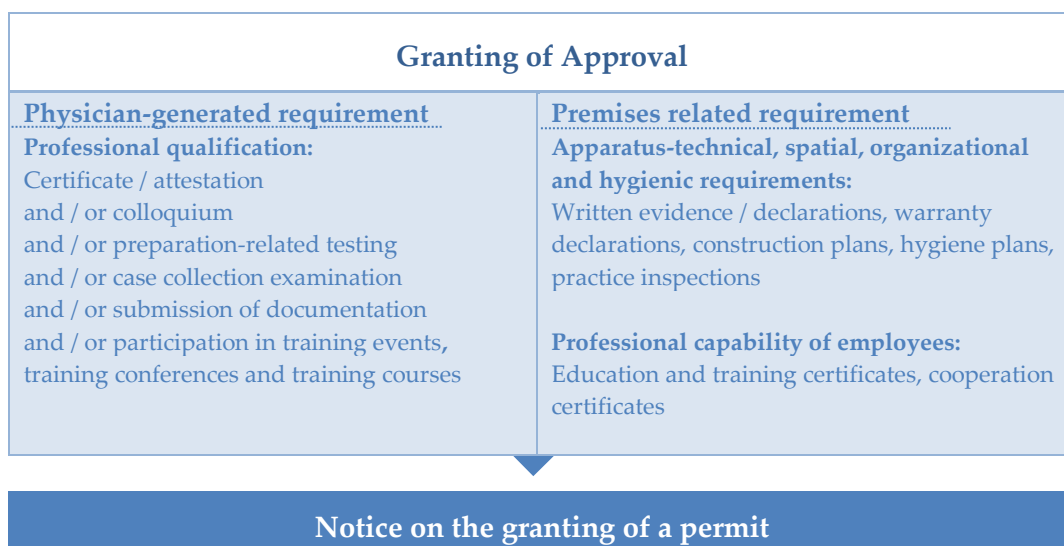 Granting of Approval
Physician-generated requirement
Professional qualification:
Certificate / attestation
and / or colloquium
and / or preparation-related testing
and / or case collection examination
and / or submission of documentation
and / or participation in training events,
training conferences and training courses
Premises related requirement
Apparatus-technical, spatial, organizational
and hygienic requirements:
Written evidence / declarations, warranty
declarations, construction plans, hygiene plans,
practice inspections
Professional capability of employees:
Education and training certificates, cooperation
certificates
Notice on the granting of a permit